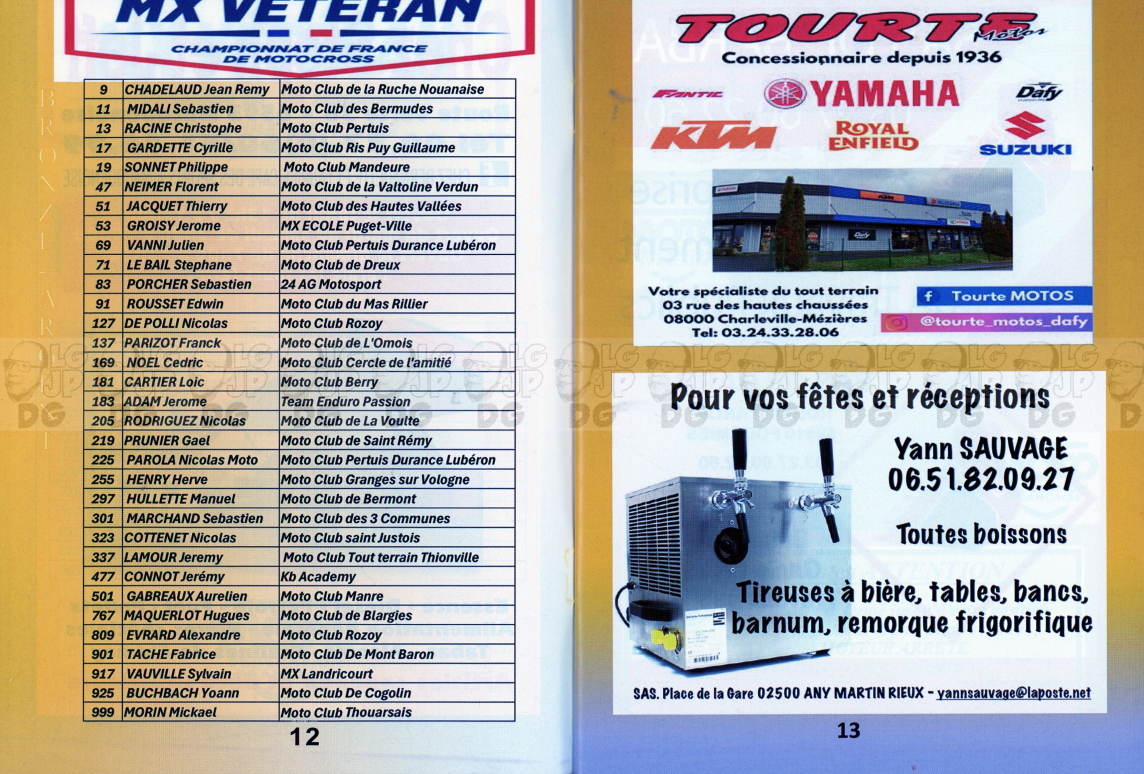 MX VETERAN
CHAMPIONNAT DE FRANCE
DE MOTOCROSS
9 CHADELAUD Jean Remy Moto Club de la Ruche Nouanaise
11 MIDALI Sebastien Moto Club des Bermudes
13 RACINE Christophe Moto Club Pertuis
17 GARDETTE Cyrille Moto Club Ris Puy Guillaume
19 SONNET Philippe Moto Club Mandeure
47 NEIMER Florent Moto Club de la Valtoline Verdun
51 JACQUET Thierry Moto Club des Hautes Vallées
53 GROISY Jerome MX ECOLE Puget-Ville
69 VANNI Julien Moto Club Pertuis Durance Lubéron
71 LE BAIL Stephane Moto Club de Dreux
83 PORCHER Sebastien 24 AG Motosport
91 ROUSSET Edwin Moto Club du Mas Rillier
127 DE POLLI Nicolas Moto Club Rozoy
137 PARIZOT Franck Moto Club de L'Omois
169 NOEL Cedric Moto Club Cercle de l'amitié
181 CARTIER Loic Moto Club Berry
183 ADAM Jerome Team Enduro Passion
205 RODRIGUEZ Nicolas Moto Club de La Voulte
219 PRUNIER Gael Moto Club de Saint Rémy
225 PAROLA Nicolas Moto Moto Club Pertuis Durance Lubéron
255 HENRY Herve Moto Club Granges sur Vologne
297 HULLETTE Manuel Moto Club de Bermont
301 MARCHAND Sebastien Moto Club des 3 Communes
323 COTTENET Nicolas Moto Club saint Justois
337 LAMOUR Jeremy Moto Club Tout terrain Thionville
477 CONNOT Jerémy Kb Academy
501 GABREAUX Aurelien Moto Club Manre
767 MAQUERLOT Hugues Moto Club de Blargies
809 EVRARD Alexandre Moto Club Rozoy
901 TACHE Fabrice Moto Club De Mont Baron
917 VAUVILLE Sylvain MX Landricourt
925 BUCHBACH Yoann Moto Club De Cogolin
999 MORIN Mickael Moto Club Thouarsais
12
TOURTE
Motos
Concessionnaire depuis 1936
FANTIC YAMAHA Dafy
KTM ROYAL ENFIELD SUZUKI
Votre spécialiste du tout terrain
03 rue des hautes chaussées
08000 Charleville-Mézières
Tel: 03.24.33.28.06
Tourte MOTOS
@tourte_motos_dafy
LG JP DG
Pour vos fêtes et réceptions
Yann SAUVAGE
06.51.82.09.27
Toutes boissons
Tireuses à bière, tables, bancs,
barnum, remorque frigorifique
SAS. Place de la Gare 02500 ANY MARTIN RIEUX - yannsauvage@laposte.net
13